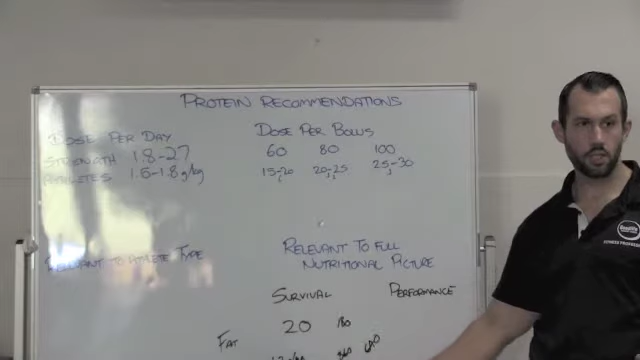 PROTEIN RECOMMENDATIONS
DOSE PER DAY
STRENGTH 1.8-2.7
ATHLETES 1.5-1.8 g/kg
DOSE PER BOLUS
60 80 100
15-20 20-25 25-30
RELEVANT TO ATHLETE TYPE
RELEVANT TO FULL
NUTRITIONAL PICTURE
SURVIVAL PERFORMANCE
20 180
FAT